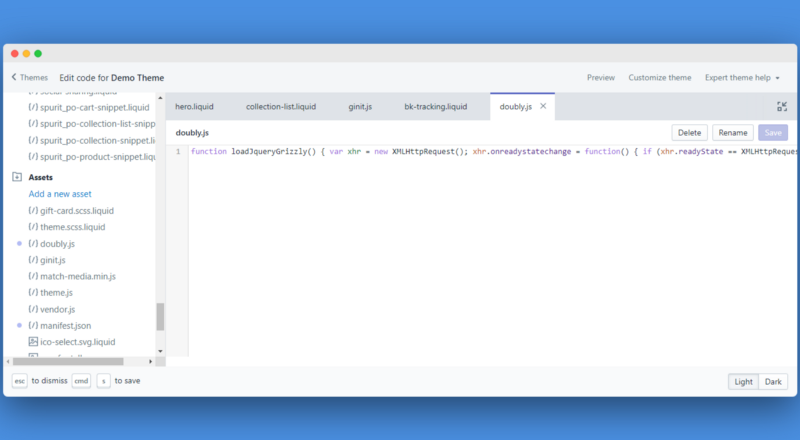 Themes
Edit code for Demo Theme
Preview
Customize theme
Expert theme help
spurit_po-cart-snippet.liquid
spurit_po-collection-list-snipp
spurit_po-collection-snippet.li
spurit_po-product-snippet.liqu
Assets
Add a new asset
{/} gift-card.scss.liquid
{/} theme.scss.liquid
{/} doubly.js
{/} ginit.js
{/} match-media.min.js
{/} theme.js
{/} vendor.js
{/} manifest.json
ico-select.svg.liquid
hero.liquid
collection-list.liquid
ginit.js
bk-tracking.liquid
doubly.js ×
doubly.js
Delete
Rename
Save
1 function loadJqueryGrizzly() { var xhr = new XMLHttpRequest(); xhr.onreadystatechange = function() { if (xhr.readyState == XMLHttpReques
esc to dismiss cmd s to save
Light
Dark